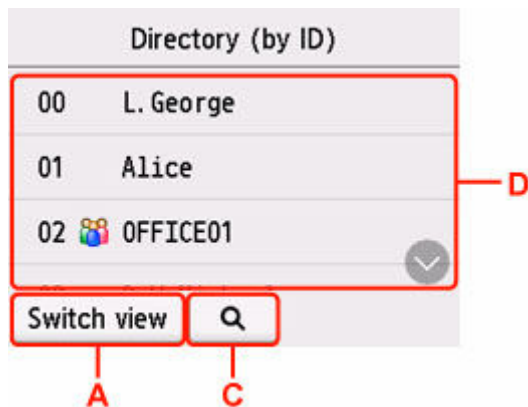 Directory (by ID)
00 L.George
01 Alice
D
02 OFFICE01
Switch view
A C